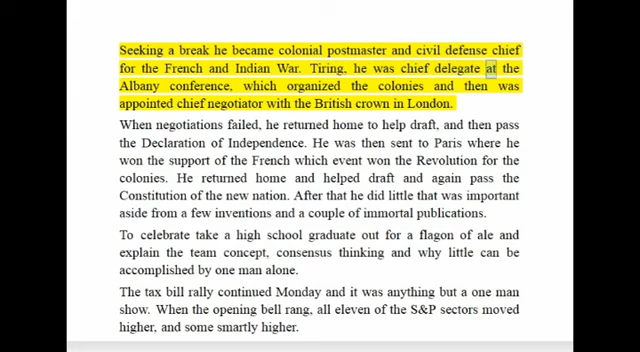 Seeking a break he became colonial postmaster and civil defense chief
for the French and Indian War. Tiring, he was chief delegate at the
Albany conference, which organized the colonies and then was
appointed chief negotiator with the British crown in London.
When negotiations failed, he returned home to help draft, and then pass
the Declaration of Independence. He was then sent to Paris where he
won the support of the French which event won the Revolution for the
colonies. He returned home and helped draft and again pass the
Constitution of the new nation. After that he did little that was important
aside from a few inventions and a couple of immortal publications.
To celebrate take a high school graduate out for a flagon of ale and
explain the team concept, consensus thinking and why little can be
accomplished by one man alone.
The tax bill rally continued Monday and it was anything but a one man
show. When the opening bell rang, all eleven of the S&P sectors moved
higher, and some smartly higher.